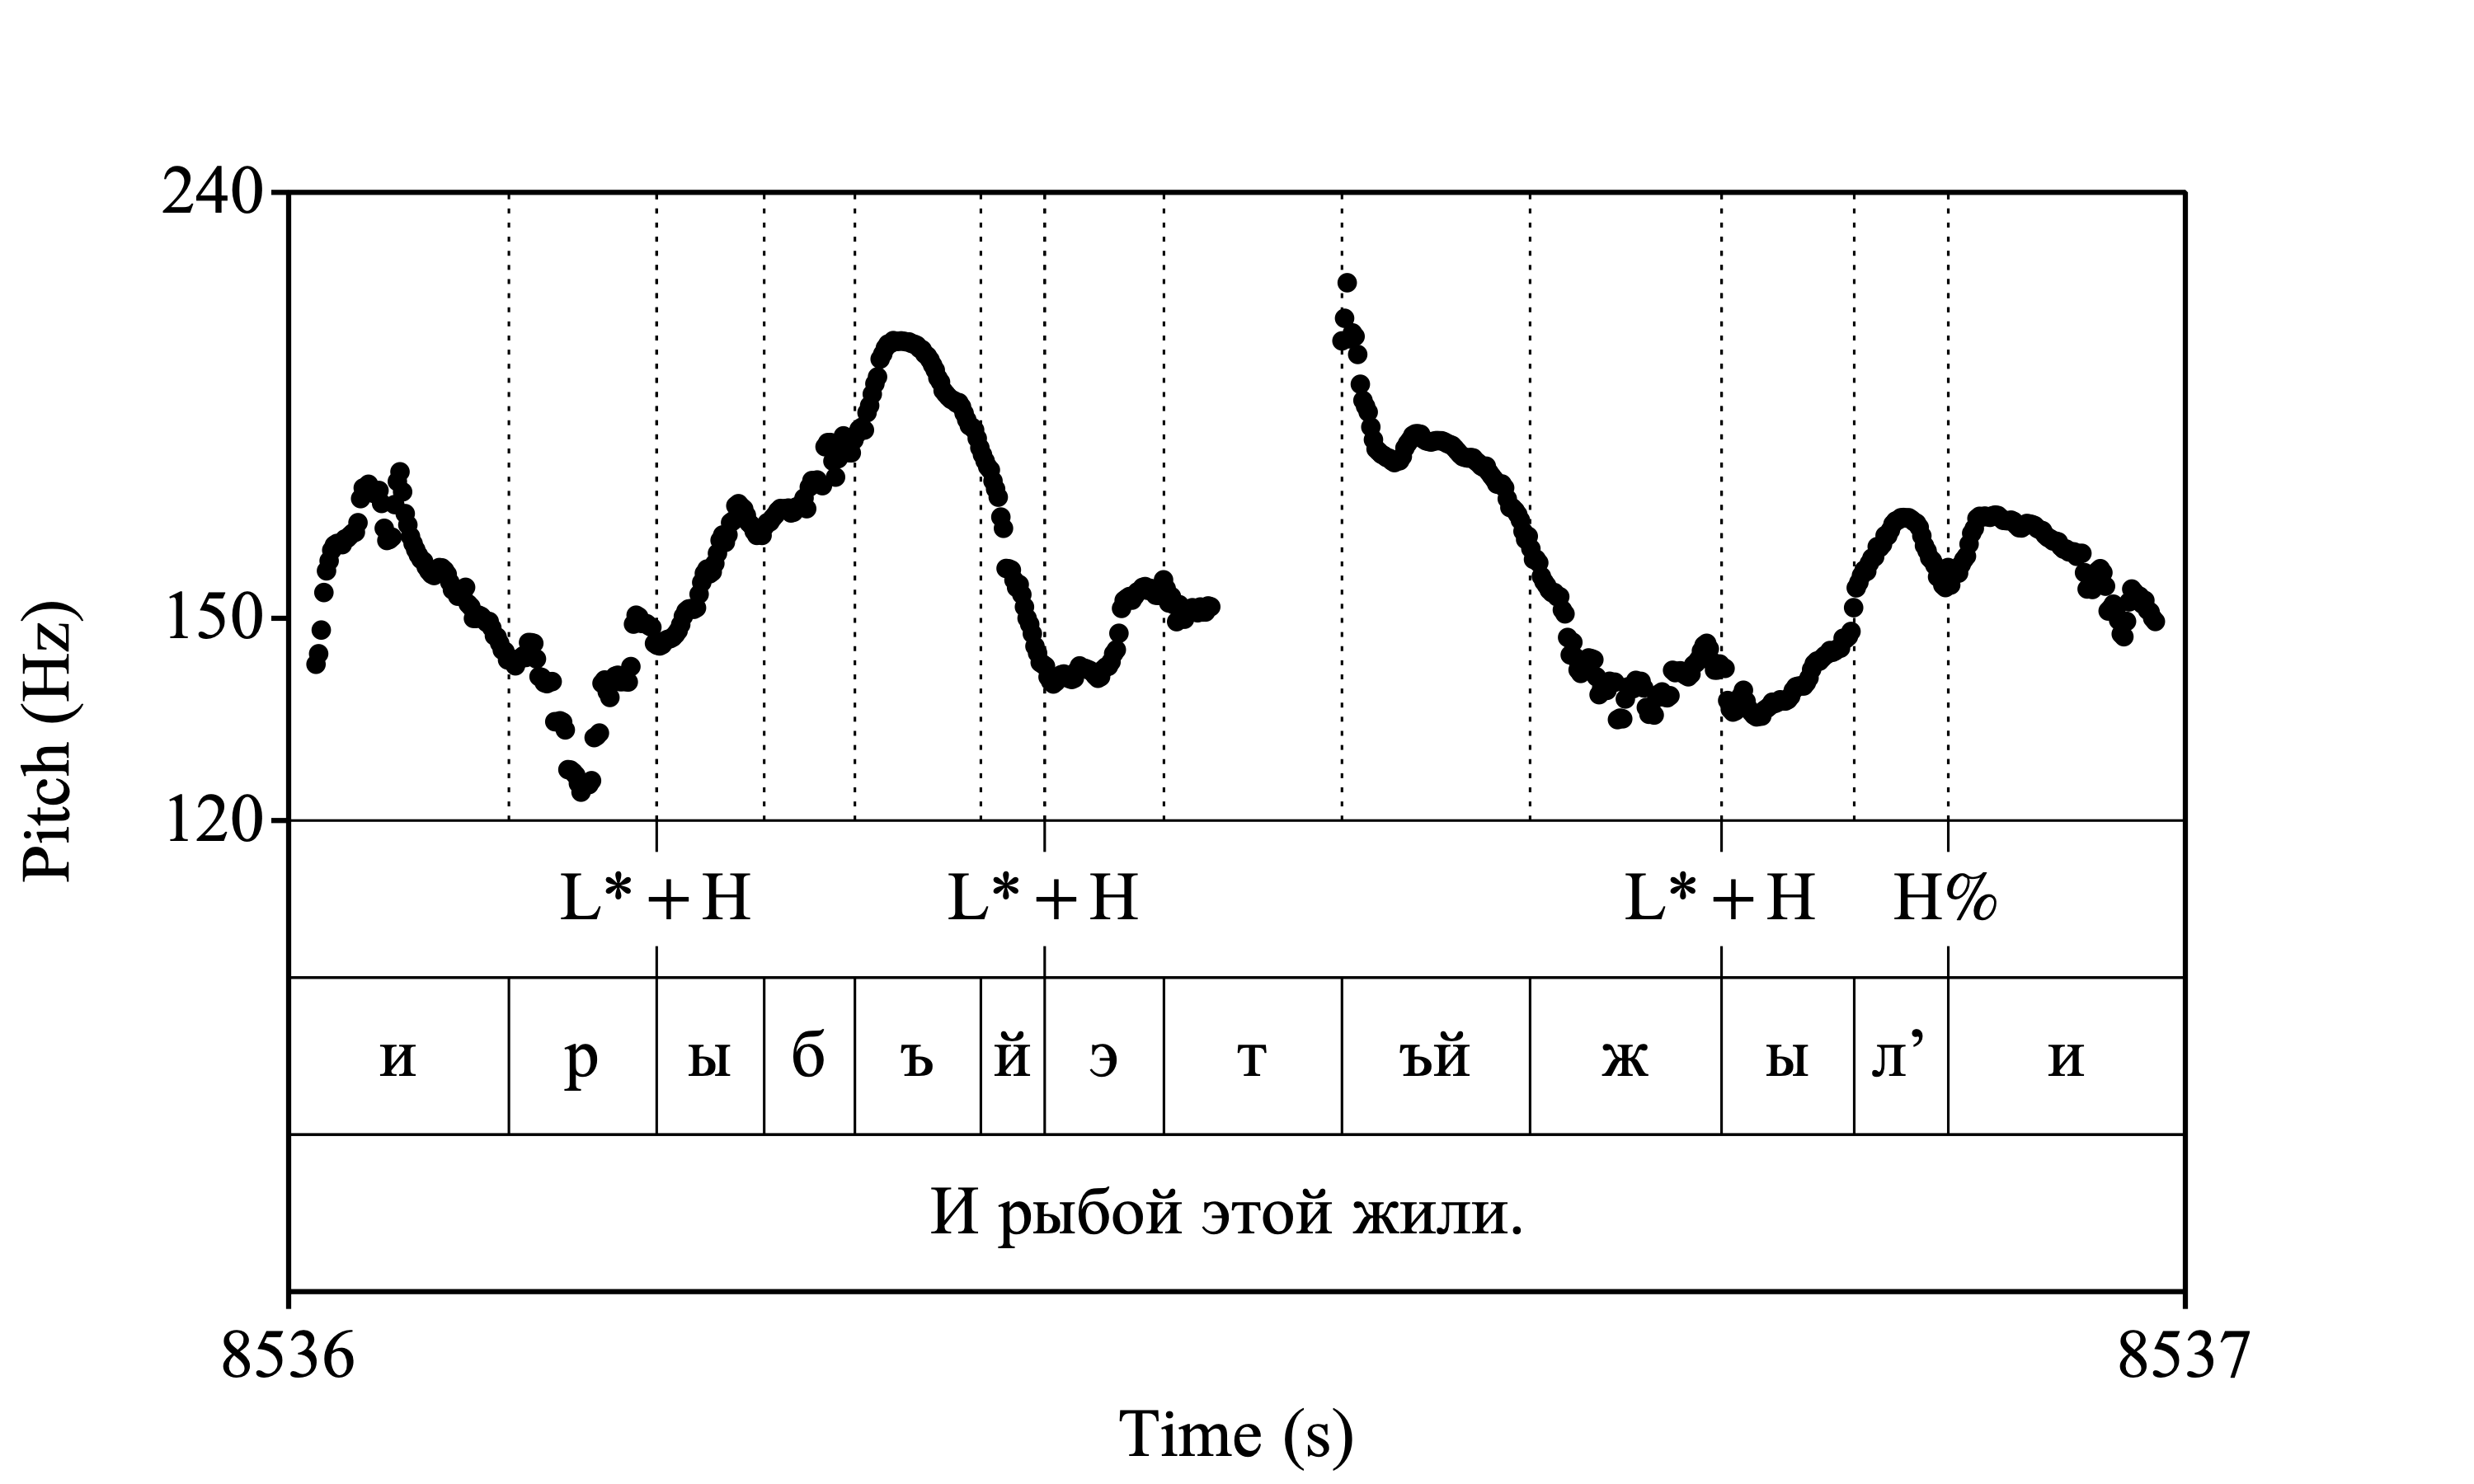 240
150
120
Pitch (Hz)
L*+H L*+H L*+H H%
и р ы б ъ й э т ъй ж ы л’ и
И рыбой этой жили.
8536 8537
Time (s)